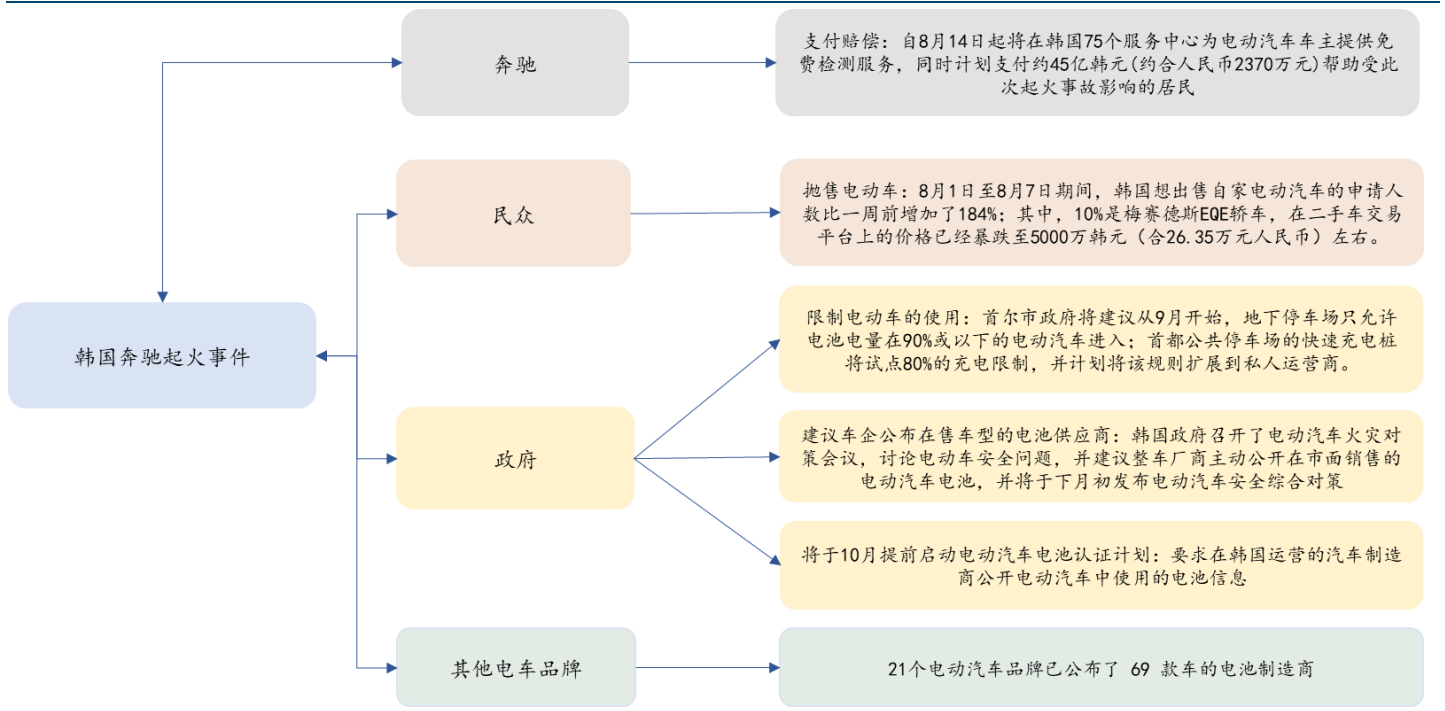 奔驰
支付赔偿：自8月14日起将在韩国75个服务中心为电动汽车车主提供免
费检测服务，同时计划支付约45亿韩元(约合人民币2370万元)帮助受此
次起火事故影响的居民
民众
抛售电动车：8月1日至8月7日期间，韩国想出售自家电动汽车的申请人
数比一周前增加了184%；其中，10%是梅赛德斯EQE轿车，在二手车交易
平台上的价格已经暴跌至5000万韩元（合26.35万元人民币）左右。
韩国奔驰起火事件
政府
限制电动车的使用：首尔市政府将建议从9月开始，地下停车场只允许
电池电量在90%或以下的电动汽车进入；首都公共停车场的快速充电桩
将试点80%的充电限制，并计划将该规则扩展到私人运营商。
建议车企公布在售车型的电池供应商：韩国政府召开了电动汽车火灾对
策会议，讨论电动车安全问题，并建议整车厂商主动公开在市面销售的
电动汽车电池，并将于下月初发布电动汽车安全综合对策
将于10月提前启动电动汽车电池认证计划：要求在韩国运营的汽车制造
商公开电动汽车中使用的电池信息
其他电车品牌
21个电动汽车品牌已公布了 69 款车的电池制造商